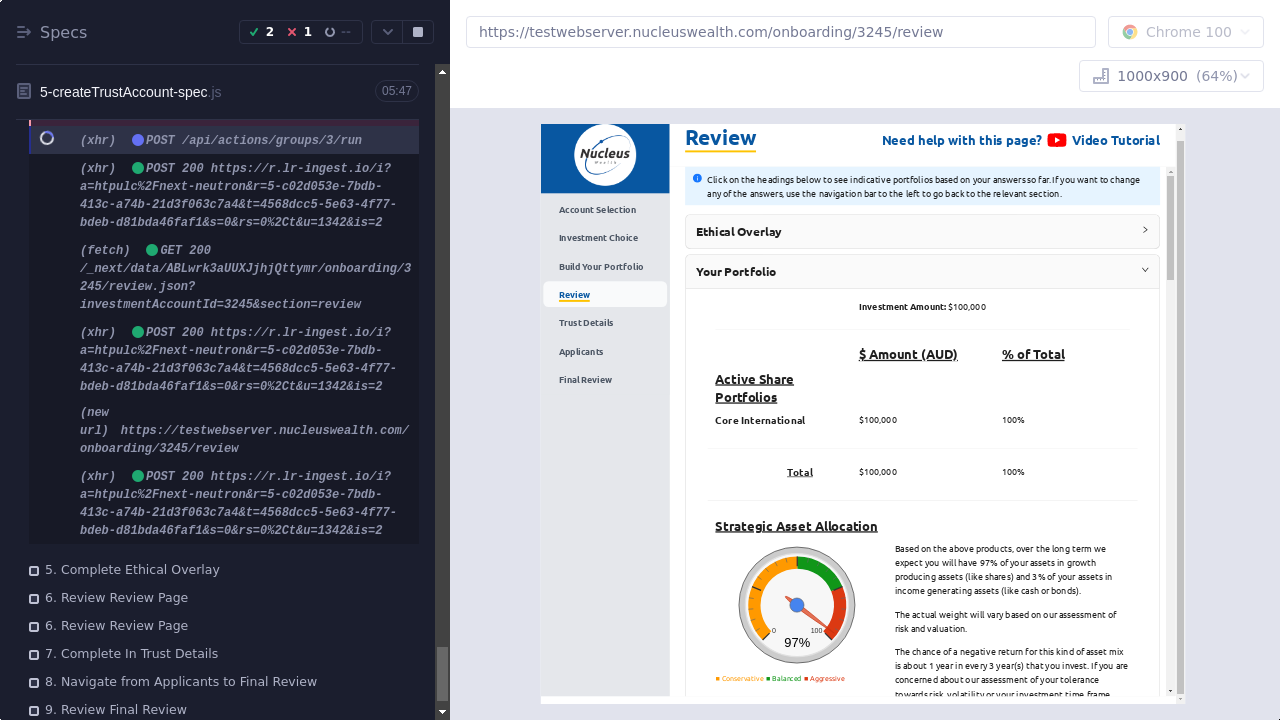 Specs
2
1
--
https://testwebserver.nucleuswealth.com/onboarding/3245/review
Chrome 100
1000x900 (64%)
5-createTrustAccount-spec.js
05:47
(xhr) POST /api/actions/groups/3/run
(xhr) POST 200 https://r.lr-ingest.io/i?
a=htpulc%2Fnext-neutron&r=5-c02d053e-7bdb-
413c-a74b-21d3f063c7a4&t=4568dcc5-5e63-4f77-
bdeb-d81bda46faf1&s=0&rs=0%2Ct&u=1342&is=2
(fetch) GET 200
/_next/data/ABLwrk3aUUXJjhjQttymr/onboarding/3
245/review.json?
investmentAccountId=3245&section=review
(xhr) POST 200 https://r.lr-ingest.io/i?
a=htpulc%2Fnext-neutron&r=5-c02d053e-7bdb-
413c-a74b-21d3f063c7a4&t=4568dcc5-5e63-4f77-
bdeb-d81bda46faf1&s=0&rs=0%2Ct&u=1342&is=2
(new
url) https://testwebserver.nucleuswealth.com/
onboarding/3245/review
(xhr) POST 200 https://r.lr-ingest.io/i?
a=htpulc%2Fnext-neutron&r=5-c02d053e-7bdb-
413c-a74b-21d3f063c7a4&t=4568dcc5-5e63-4f77-
bdeb-d81bda46faf1&s=0&rs=0%2Ct&u=1342&is=2
5. Complete Ethical Overlay
6. Review Review Page
6. Review Review Page
7. Complete In Trust Details
8. Navigate from Applicants to Final Review
9. Review Final Review
Nucleus
Wealth
Account Selection
Investment Choice
Build Your Portfolio
Review
Trust Details
Applicants
Final Review
Review
Need help with this page? Video Tutorial
Click on the headings below to see indicative portfolios based on your answers so far. If you want to change
any of the answers, use the navigation bar to the left to go back to the relevant section.
Ethical Overlay
Your Portfolio
Investment Amount: $100,000
$ Amount (AUD) % of Total
Active Share
Portfolios
Core International $100,000 100%
Total $100,000 100%
Strategic Asset Allocation
0 100
97%
Conservative Balanced Aggressive
Based on the above products, over the long term we
expect you will have 97% of your assets in growth
producing assets (like shares) and 3% of your assets in
income generating assets (like cash or bonds).
The actual weight will vary based on our assessment of
risk and valuation.
The chance of a negative return for this kind of asset mix
is about 1 year in every 3 year(s) that you invest. If you are
concerned about our assessment of your tolerance
towards risk, volatility or your investment time frame